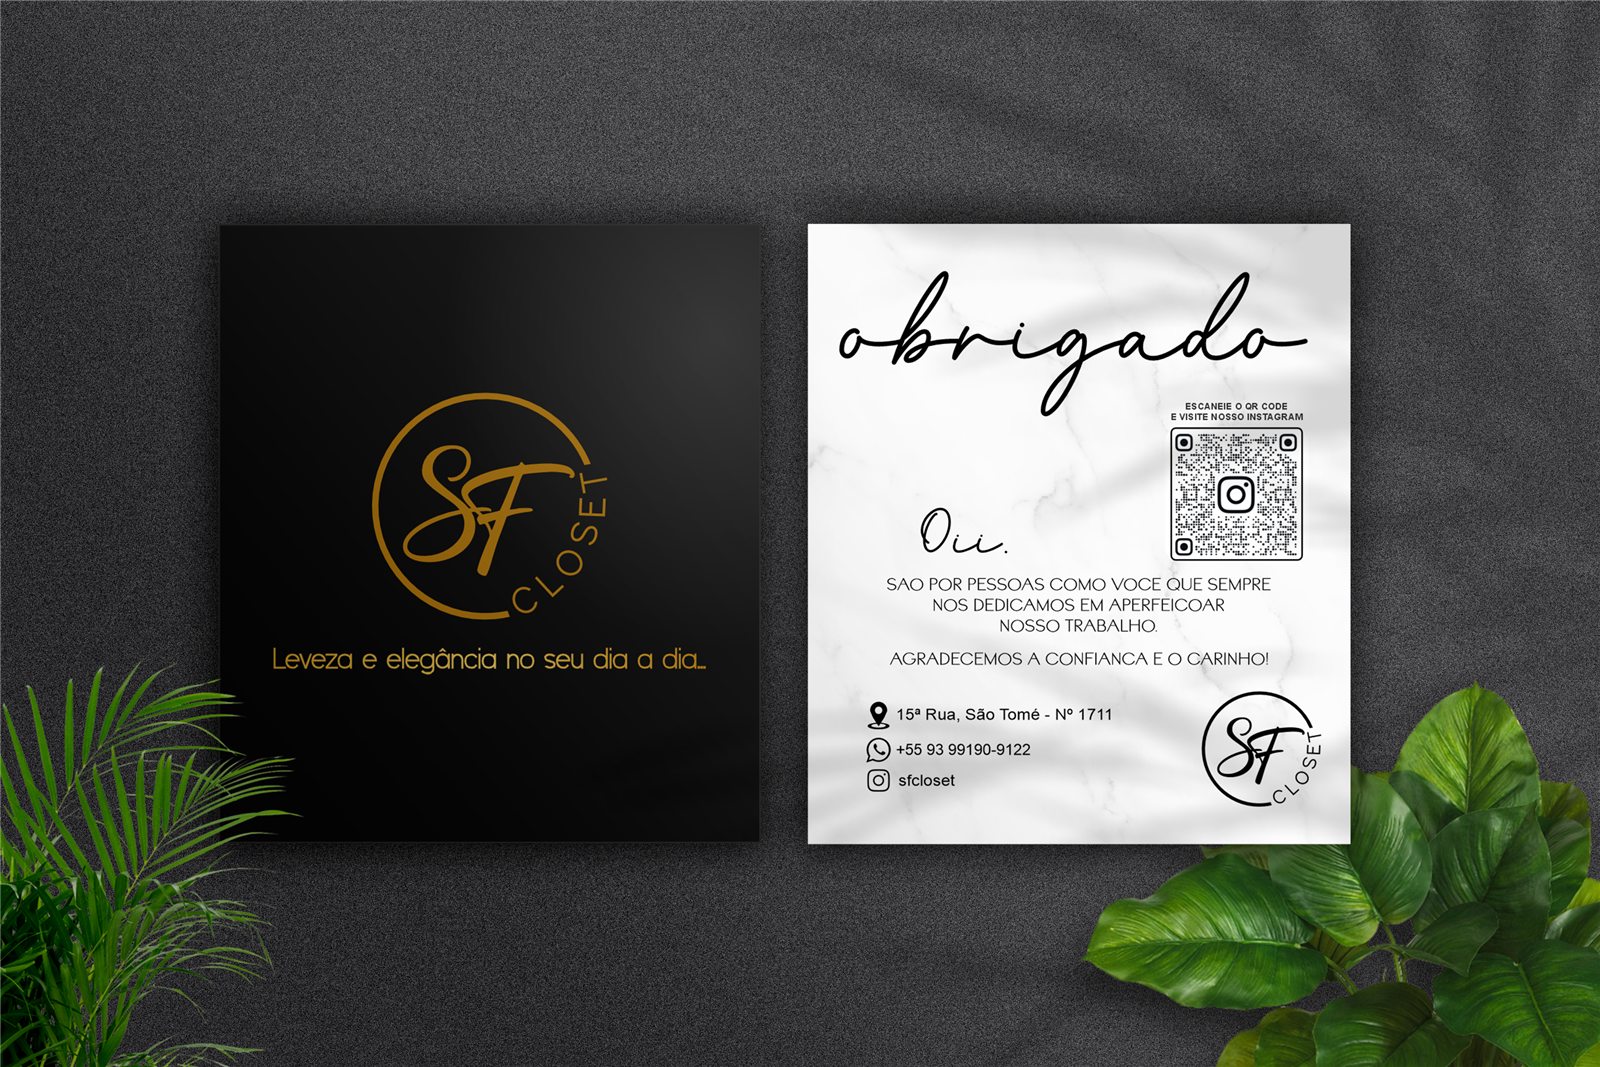 SF
CLOSET
Leveza e elegância no seu dia a dia...
obrigado
ESCANEIE O QR CODE
E VISITE NOSSO INSTAGRAM
Oii.
SAO POR PESSOAS COMO VOCE QUE SEMPRE
NOS DEDICAMOS EM APERFEICOAR
NOSSO TRABALHO.
AGRADECEMOS A CONFIANCA E O CARINHO!
15ª Rua, São Tomé - Nº 1711
+55 93 99190-9122
sfcloset
SF
CLOSET